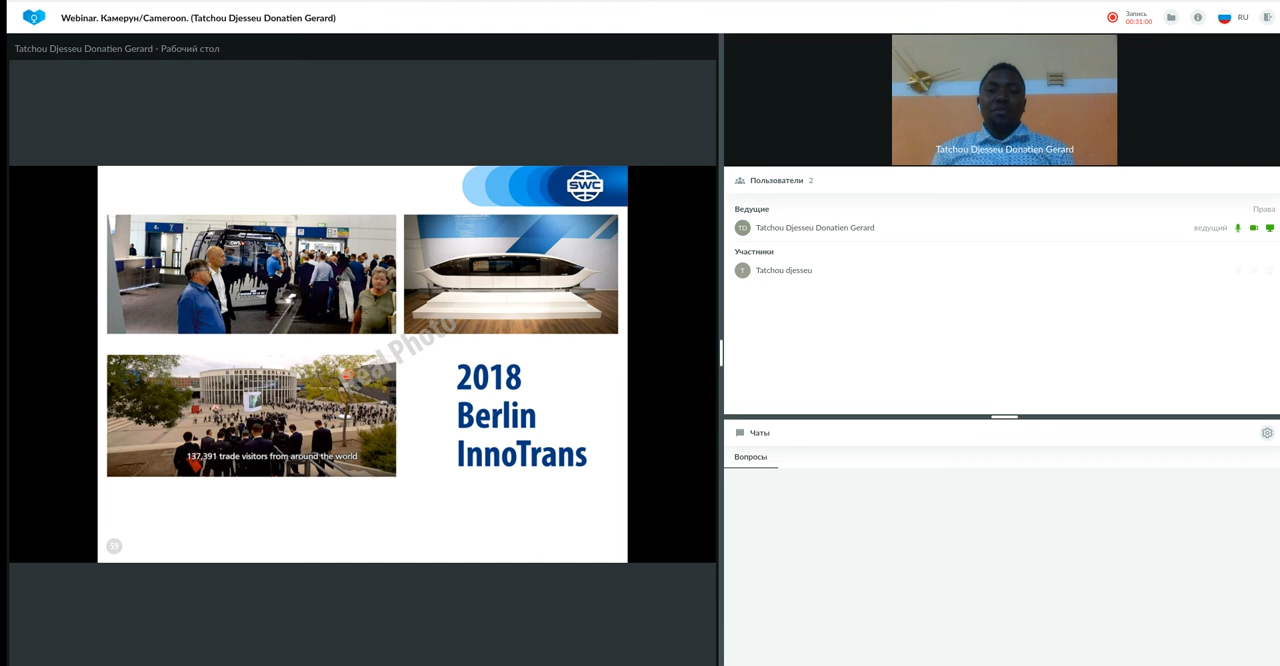 Webinar. Камерун/Cameroon. (Tatchou Djesseu Donatien Gerard)
Запись
00:31:00
RU
Tatchou Djesseu Donatien Gerard - Рабочий стол
SWC
Real Photo
2018
Berlin
InnoTrans
137,391 trade visitors from around the world
59
Tatchou Djesseu Donatien Gerard
Пользователи 2
Ведущие
Права
TD
Tatchou Djesseu Donatien Gerard
ведущий
Участники
T
Tatchou djesseu
Чаты
Вопросы